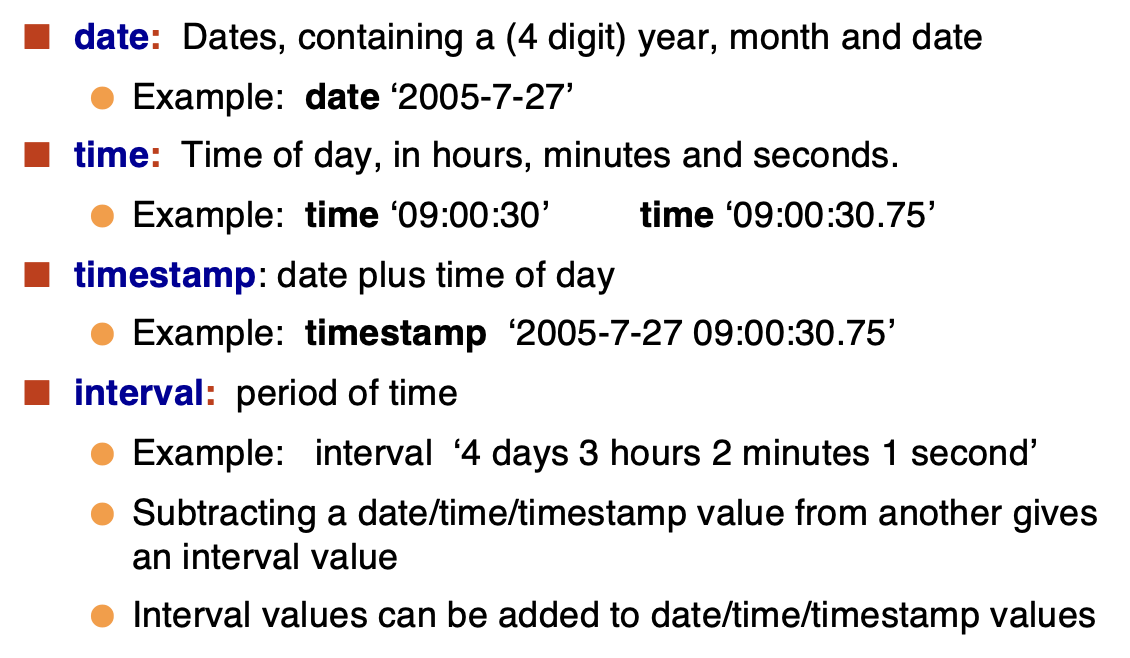 date: Dates, containing a (4 digit) year, month and date
Example: date ‘2005-7-27’
time: Time of day, in hours, minutes and seconds.
Example: time ‘09:00:30’ time ‘09:00:30.75’
timestamp: date plus time of day
Example: timestamp ‘2005-7-27 09:00:30.75’
interval: period of time
Example: interval ‘4 days 3 hours 2 minutes 1 second’
Subtracting a date/time/timestamp value from another gives
an interval value
Interval values can be added to date/time/timestamp values